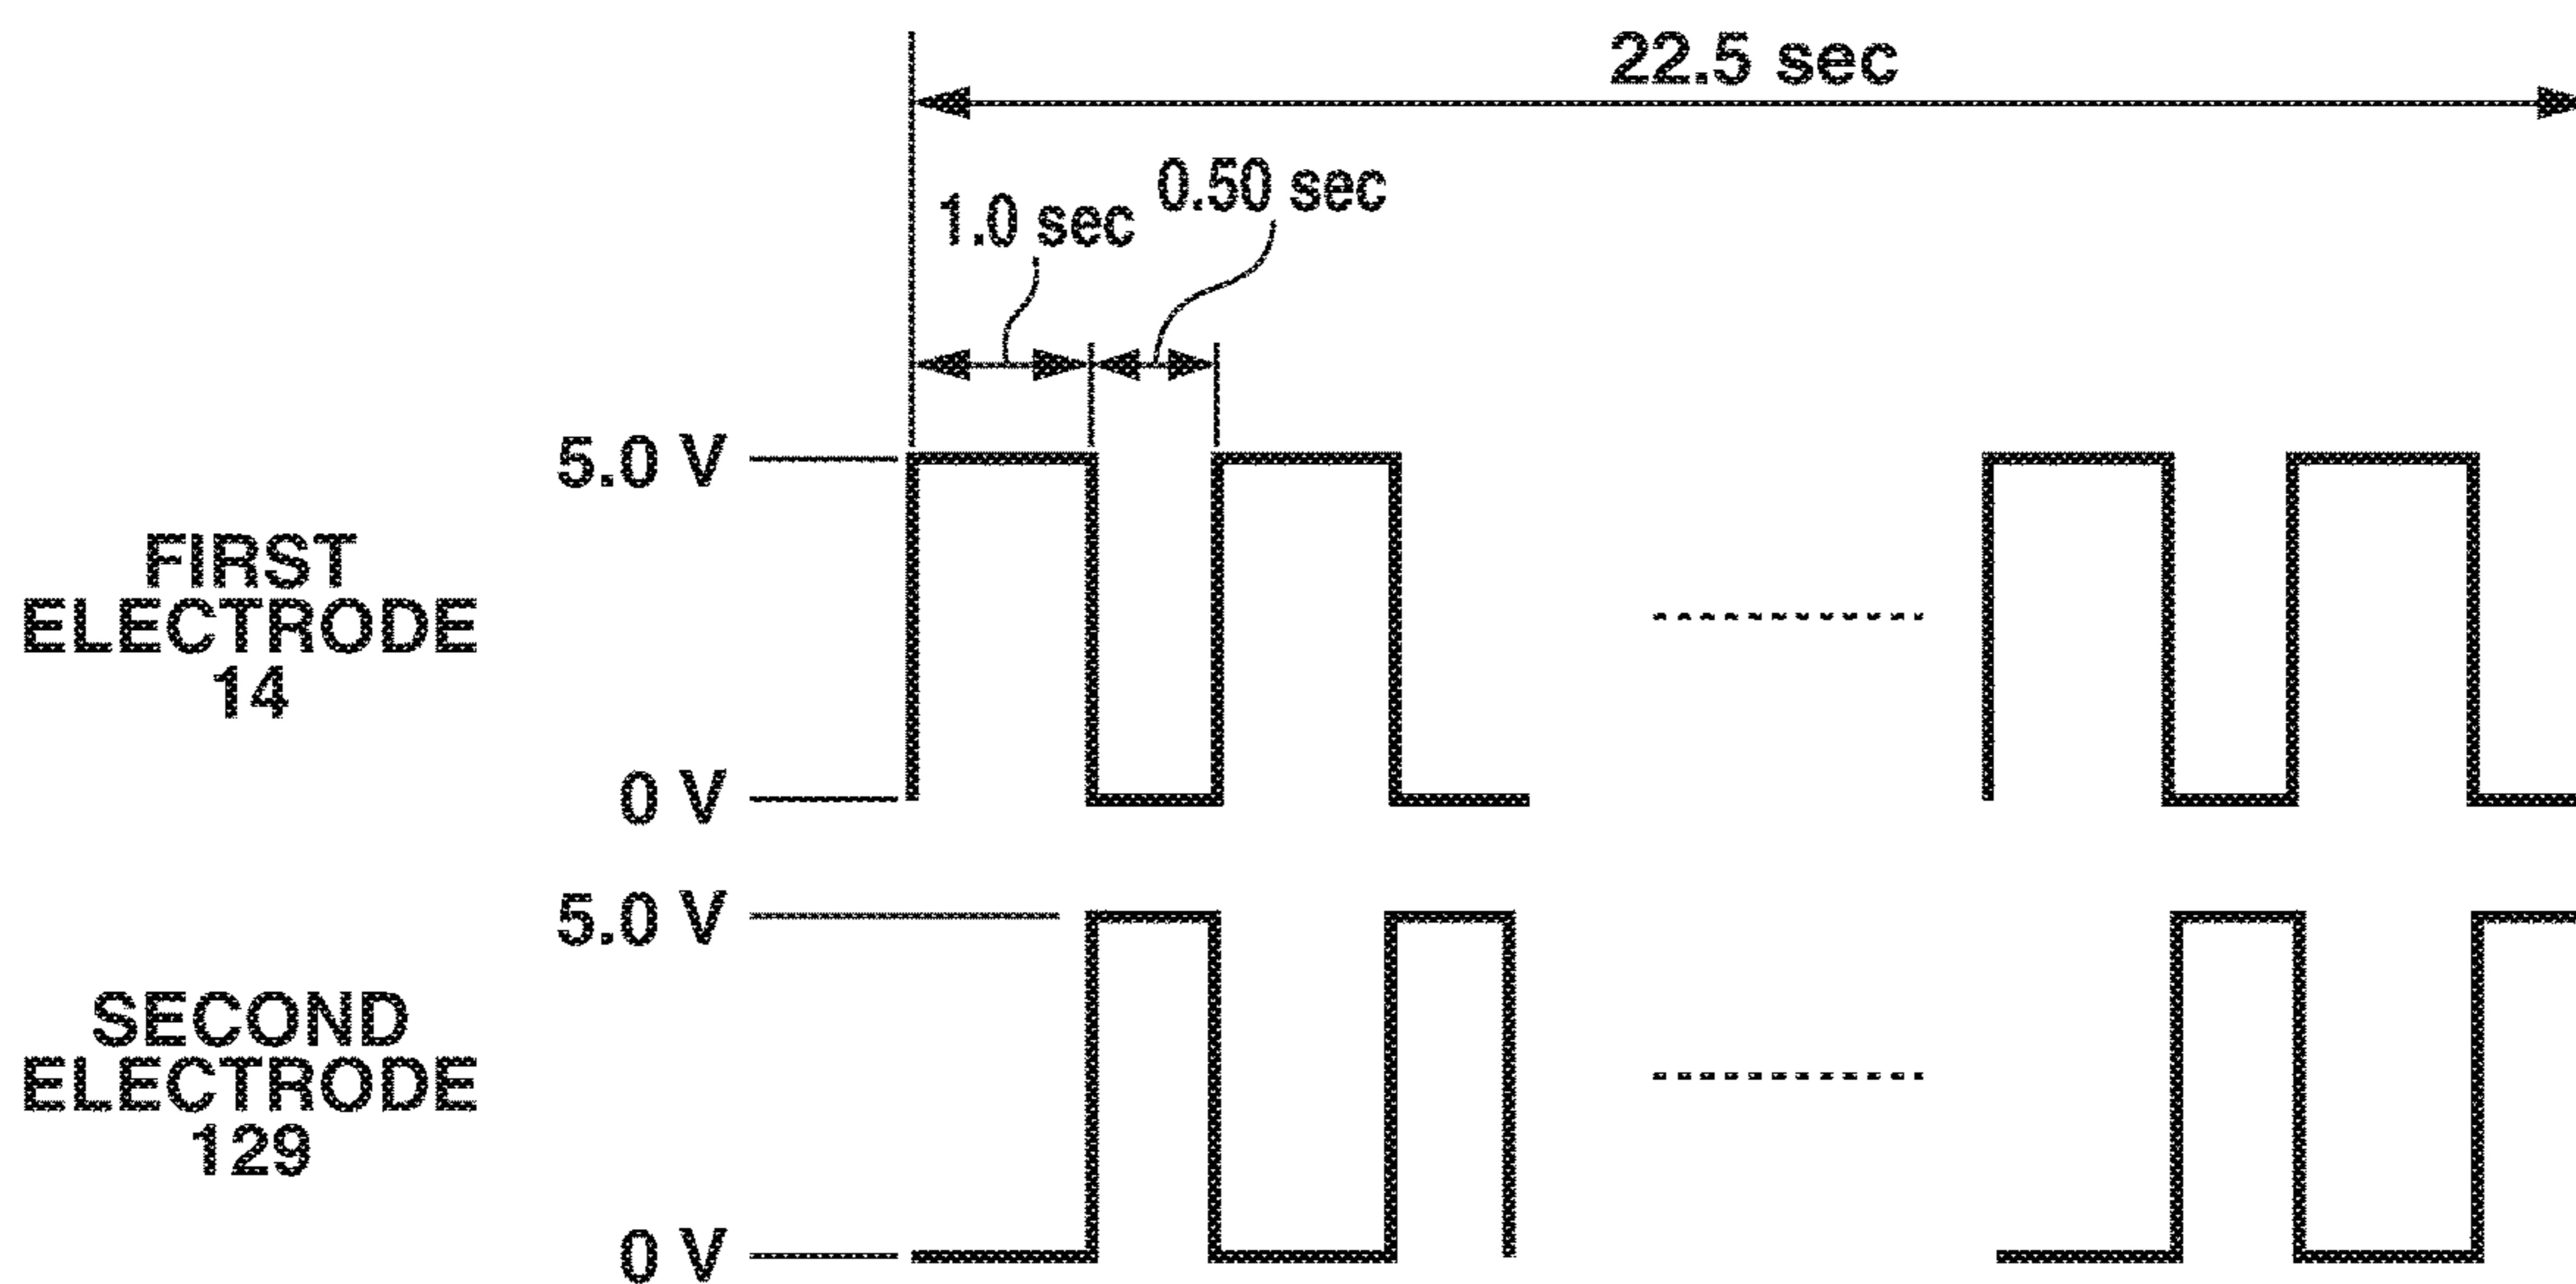 22.5 sec
1.0 sec
0.50 sec
5.0 V
FIRST
ELECTRODE
14
0 V
5.0 V
SECOND
ELECTRODE
129
0 V